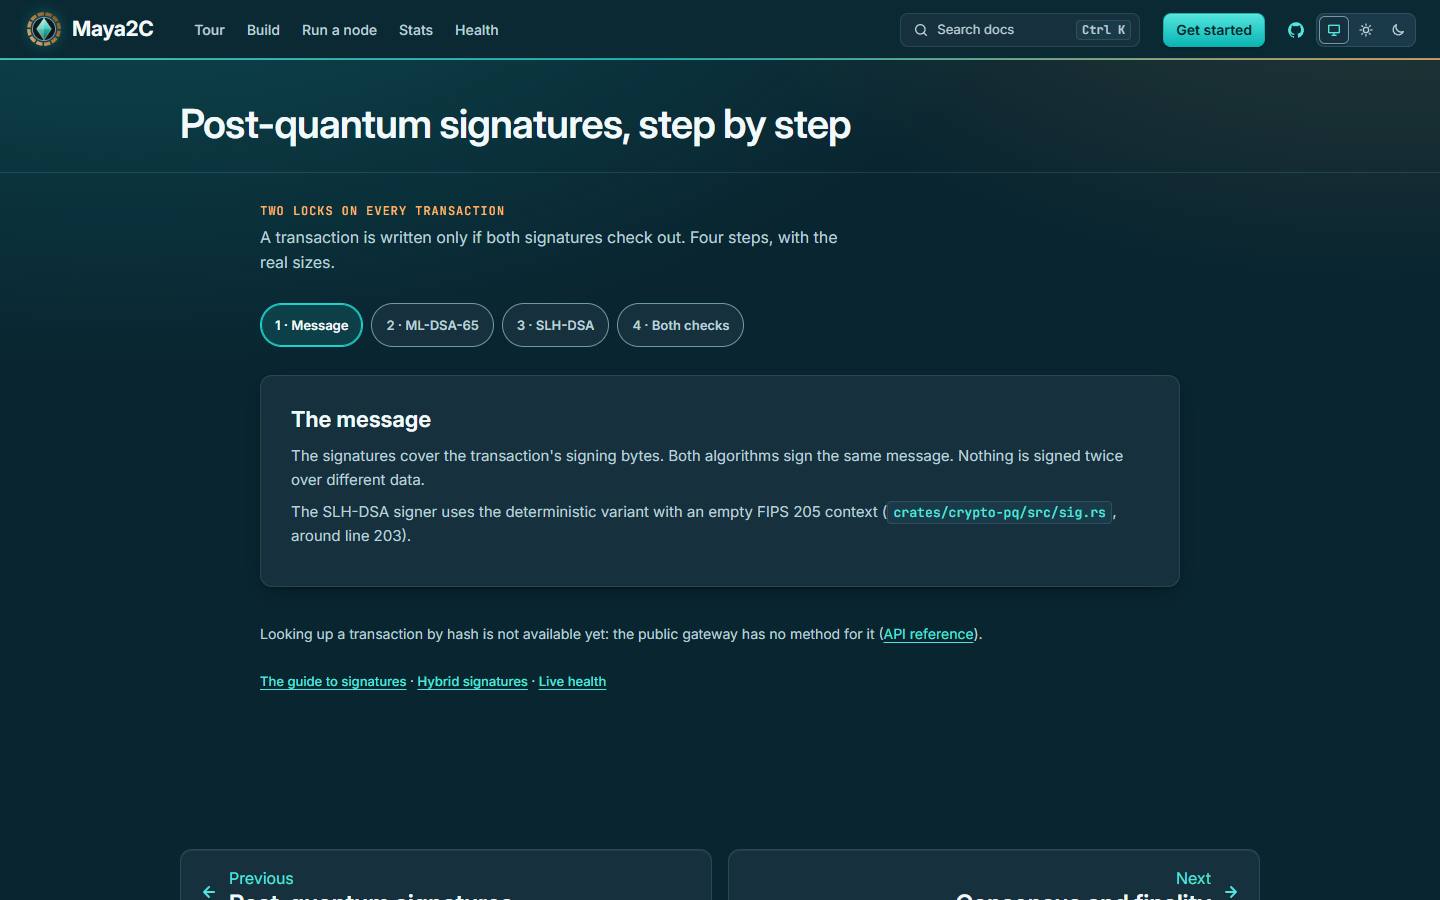 Maya2C
Tour
Build
Run a node
Stats
Health
Search docs
Ctrl K
Get started
Post-quantum signatures, step by step
TWO LOCKS ON EVERY TRANSACTION
A transaction is written only if both signatures check out. Four steps, with the
real sizes.
1 · Message
2 · ML-DSA-65
3 · SLH-DSA
4 · Both checks
The message
The signatures cover the transaction's signing bytes. Both algorithms sign the same message. Nothing is signed twice
over different data.
The SLH-DSA signer uses the deterministic variant with an empty FIPS 205 context (crates/crypto-pq/src/sig.rs,
around line 203).
Looking up a transaction by hash is not available yet: the public gateway has no method for it (API reference).
The guide to signatures · Hybrid signatures · Live health
Previous
Post-quantum signatures
Next
Consensus and finality